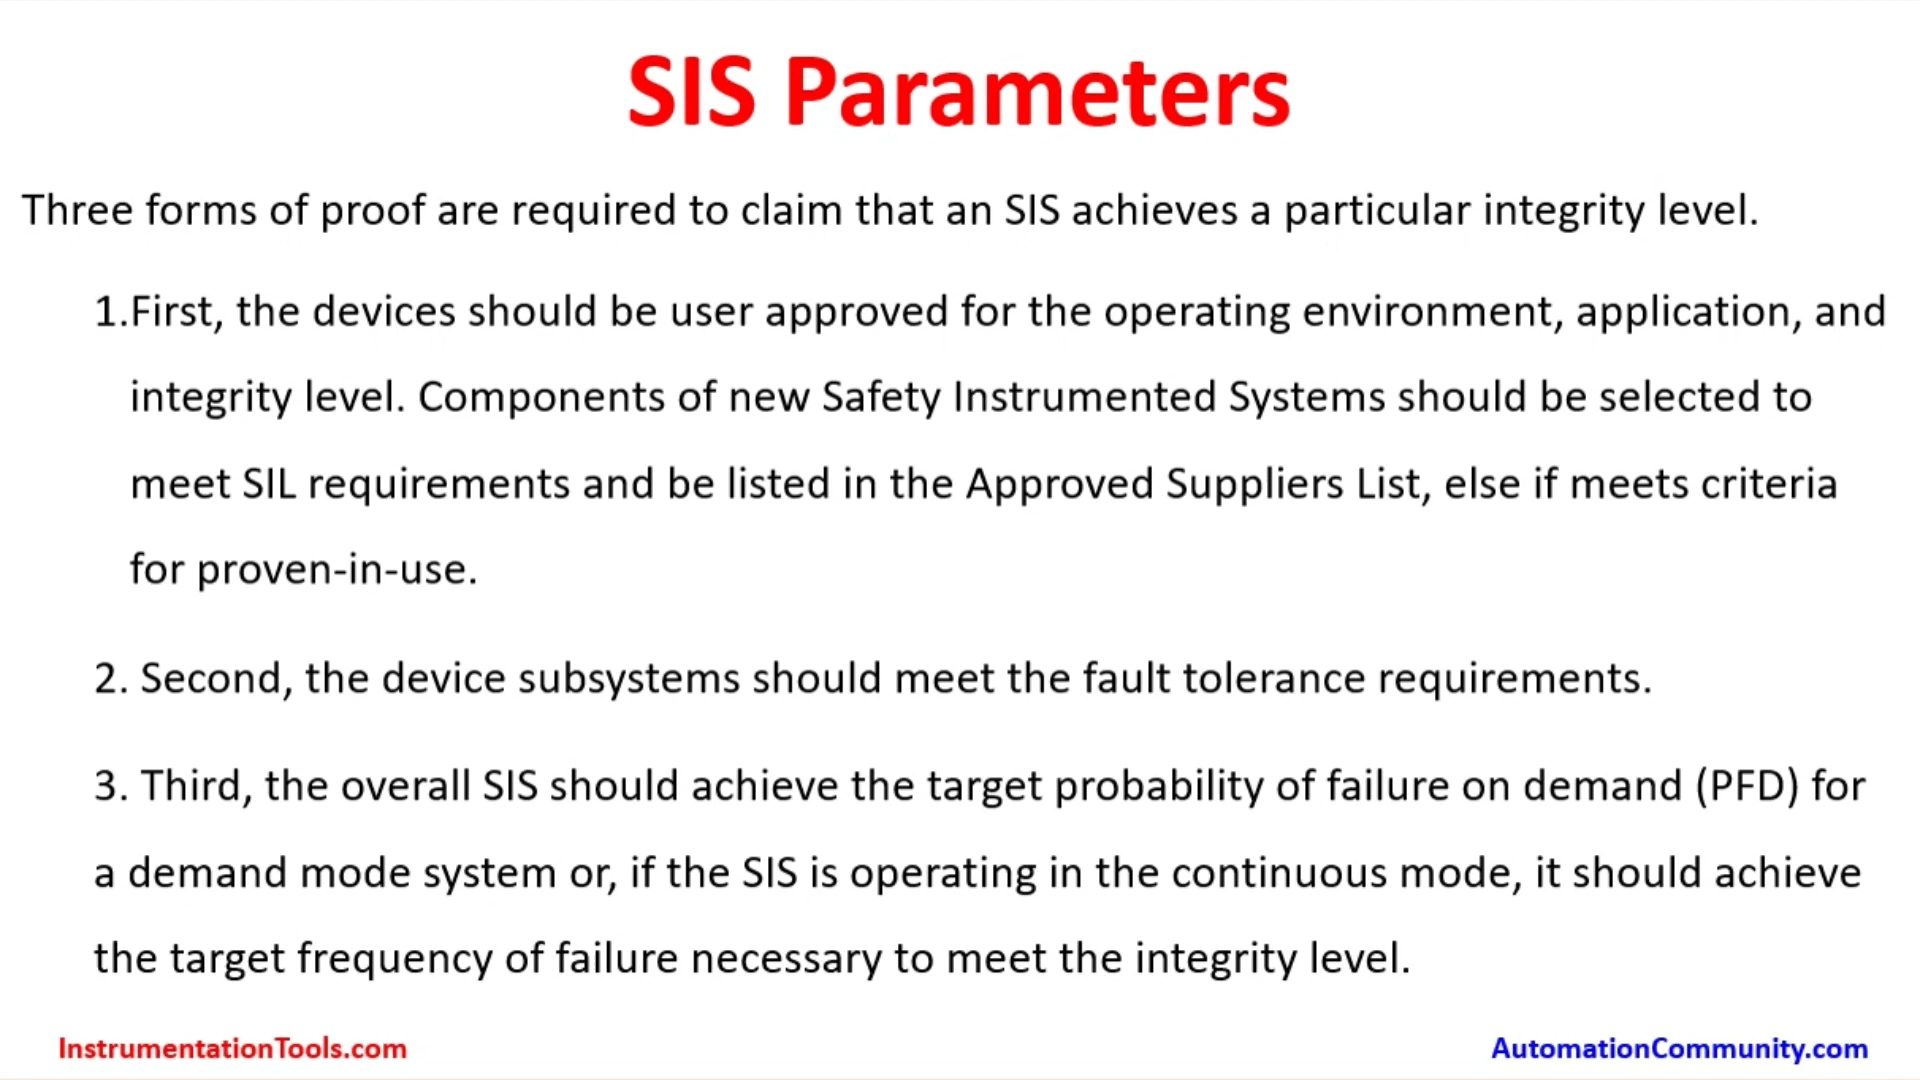 SIS Parameters
Three forms of proof are required to claim that an SIS achieves a particular integrity level.
1.First, the devices should be user approved for the operating environment, application, and
integrity level. Components of new Safety Instrumented Systems should be selected to
meet SIL requirements and be listed in the Approved Suppliers List, else if meets criteria
for proven-in-use.
2. Second, the device subsystems should meet the fault tolerance requirements.
3. Third, the overall SIS should achieve the target probability of failure on demand (PFD) for
a demand mode system or, if the SIS is operating in the continuous mode, it should achieve
the target frequency of failure necessary to meet the integrity level.
InstrumentationTools.com
AutomationCommunity.com